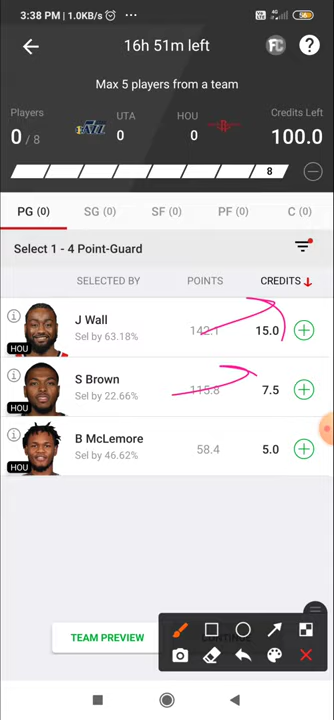 3:38 PM | 1.0KB/s
4G
56
16h 51m left
FC
?
Max 5 players from a team
Players
UTA
HOU
Credits Left
0 / 8
0
0
100.0
8
PG (0)
SG (0)
SF (0)
PF (0)
C (0)
Select 1 - 4 Point-Guard
SELECTED BY
POINTS
CREDITS
J Wall
Sel by 63.18%
142.1
15.0
HOU
S Brown
Sel by 22.66%
115.8
7.5
HOU
B McLemore
Sel by 46.62%
58.4
5.0
HOU
TEAM PREVIEW